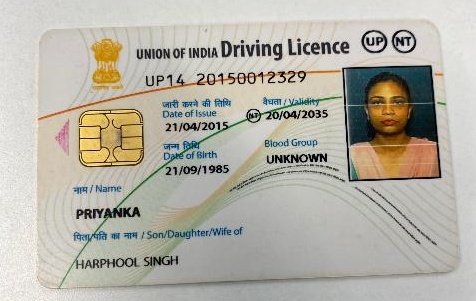 UNION OF INDIA Driving Licence UP NT
UP14 20150012329
जारी करने की तिथि वैधता / Validity
Date of Issue NT 20/04/2035
21/04/2015
जन्म तिथि Blood Group
Date of Birth UNKNOWN
21/09/1985
नाम / Name
PRIYANKA
पिता/पति का नाम / Son/Daughter/Wife of
HARPHOOL SINGH